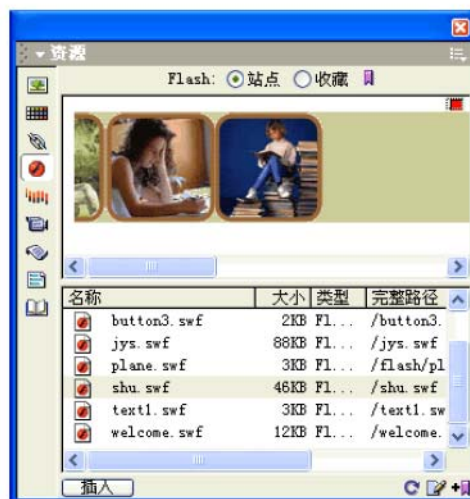 资源
Flash: 站点 收藏
名称 大小 类型 完整路径
button3.swf 2KB Fl... /button3.
jys.swf 88KB Fl... /jys.swf
plane.swf 3KB Fl... /flash/pl
shu.swf 46KB Fl... /shu.swf
text1.swf 3KB Fl... /text1.sw
welcome.swf 12KB Fl... /welcome.
插入